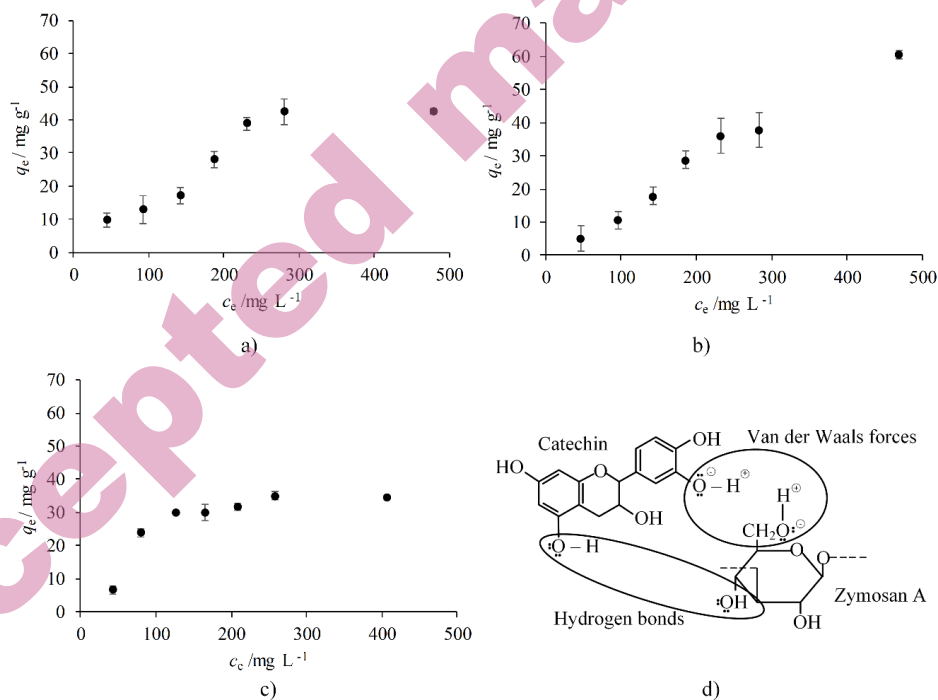 70
60
50
40
30
20
10
0
qe / mg g-1
0 100 200 300 400 500
ce /mg L -1
a)
70
60
50
40
30
20
10
0
qe / mg g-1
0 100 200 300 400 500
ce /mg L -1
b)
70
60
50
40
30
20
10
0
qe / mg g-1
0 100 200 300 400 500
ce /mg L -1
c)
Catechin
Van der Waals forces
OH
HO
O
O – H
H
OH
CH2O
O – H
O
O
OH
Zymosan A
OH
Hydrogen bonds
d)
cepted ma